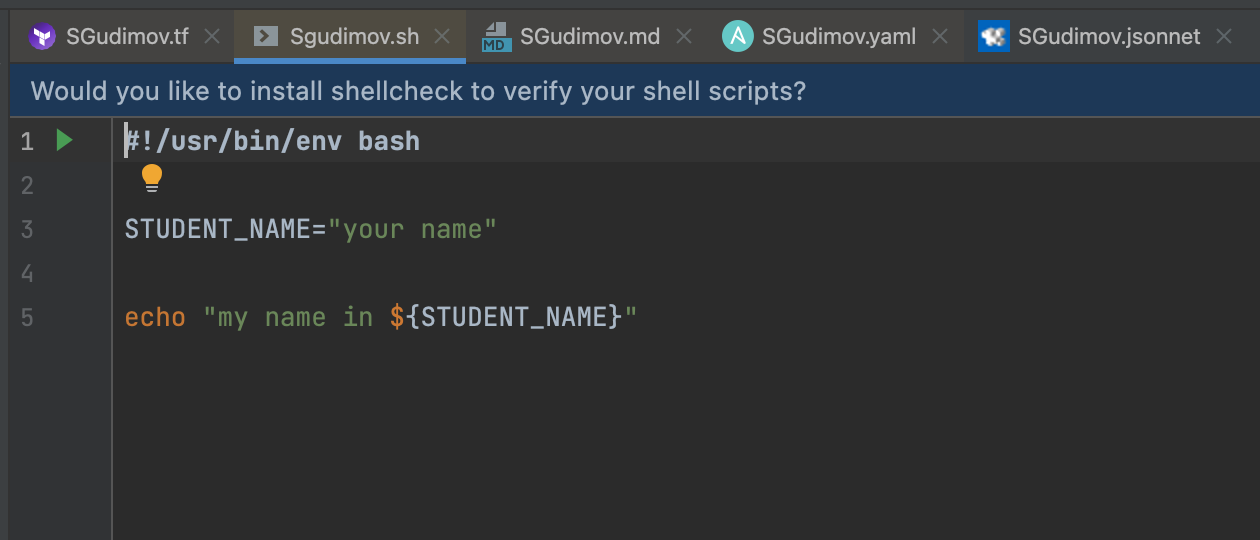 SGudimov.tf Sgudimov.sh SGudimov.md SGudimov.yaml SGudimov.jsonnet
MD A
Would you like to install shellcheck to verify your shell scripts?
1 #!/usr/bin/env bash
2
3 STUDENT_NAME="your name"
4
5 echo "my name in ${STUDENT_NAME}"